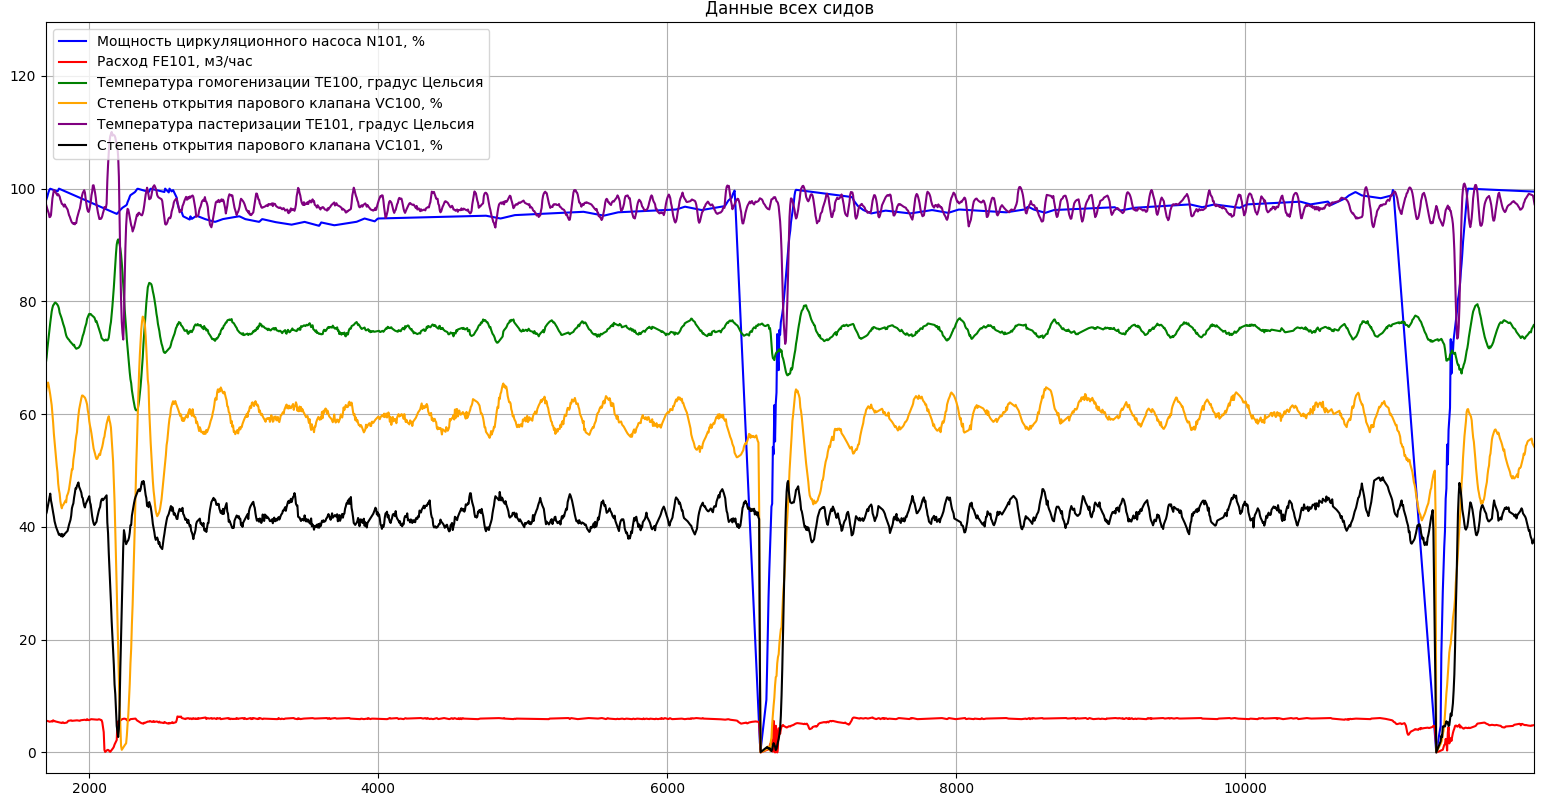 Данные всех сидов
Мощность циркуляционного насоса N101, %
Расход FE101, м3/час
Температура гомогенизации TE100, градус Цельсия
Степень открытия парового клапана VC100, %
Температура пастеризации TE101, градус Цельсия
Степень открытия парового клапана VC101, %
120
100
80
60
40
20
0
2000 4000 6000 8000 10000